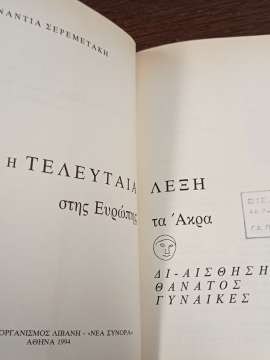 ΝΑΝΤΙΑ ΣΕΡΕΜΕΤΑΚΗ
Η ΤΕΛΕΥΤΑΙΑ ΛΕΞΗ
στης Ευρώπης τα Άκρα
ΔΙ-ΑΙΣΘΗΣΗ
ΘΑΝΑΤΟΣ
ΓΥΝΑΙΚΕΣ
ΟΡΓΑΝΙΣΜΟΣ ΛΙΒΑΝΗ - «ΝΕΑ ΣΥΝΟΡΑ»
ΑΘΗΝΑ 1994